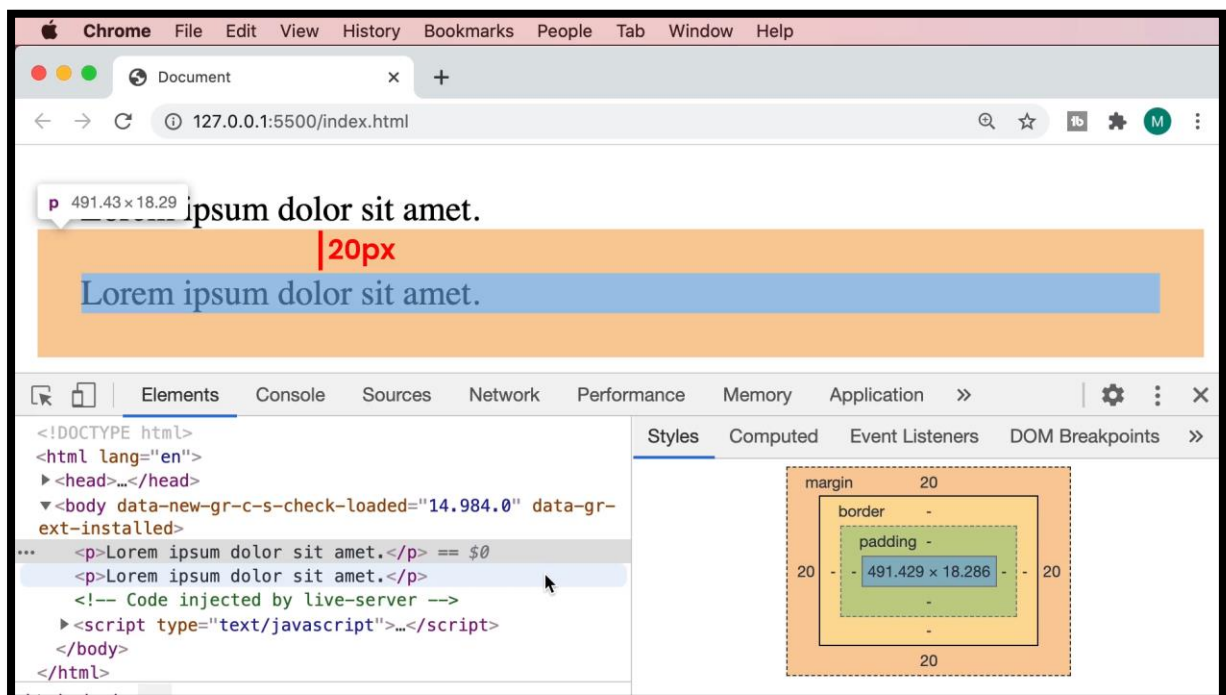 Chrome File Edit View History Bookmarks People Tab Window Help
Document × +
127.0.0.1:5500/index.html M
p 491.43 × 18.29
ipsum dolor sit amet.
20px
Lorem ipsum dolor sit amet.
Elements Console Sources Network Performance Memory Application »
Styles Computed Event Listeners DOM Breakpoints »
<!DOCTYPE html>
<html lang="en">
▶<head>…</head>
▼<body data-new-gr-c-s-check-loaded="14.984.0" data-gr-
ext-installed>
<p>Lorem ipsum dolor sit amet.</p> == $0
<p>Lorem ipsum dolor sit amet.</p>
<!-- Code injected by live-server -->
▶<script type="text/javascript">…</script>
</body>
</html>
margin 20
border -
padding -
20 - - 491.429 × 18.286 - - 20
-
-
20